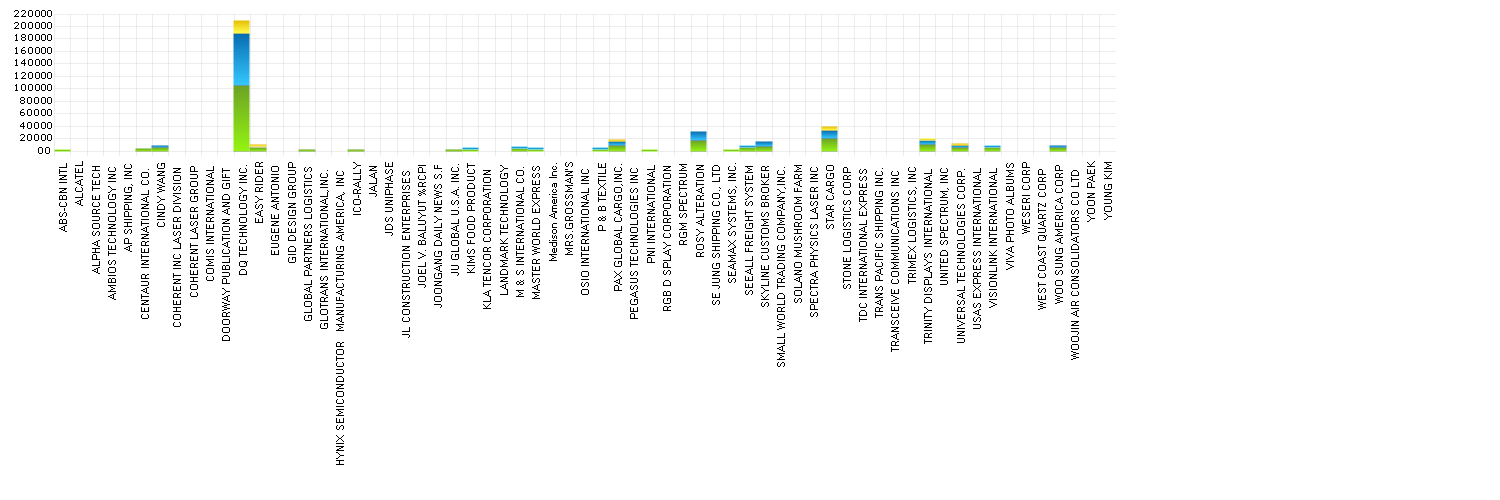 220000
200000
180000
160000
140000
120000
100000
80000
60000
40000
20000
00
ABS-CBN INTL
ALCATEL
ALPHA SOURCE TECH
AMBIOS TECHNOLOGY INC
AP SHIPPING, INC
CENTAUR INTERNATIONAL CO.
CINDY WANG
COHERENT INC LASER DIVISION
COHERENT LASER GROUP
COMIS INTERNATIONAL
DOORWAY PUBLICATION AND GIFT
DQ TECHNOLOGY INC.
EASY RIDER
EUGENE ANTONIO
GID DESIGN GROUP
GLOBAL PARTNERS LOGISTICS
GLOTRANS INTERNATIONAL,INC.
HYNIX SEMICONDUCTOR MANUFACTURING AMERICA, INC
ICO-RALLY
JALAN
JDS UNIPHASE
JL CONSTRUCTION ENTERPRISES
JOEL V. BALUYUT %RCPI
JOONGANG DAILY NEWS S.F
JU GLOBAL U.S.A. INC.
KIMS FOOD PRODUCT
KLA TENCOR CORPORATION
LANDMARK TECHNOLOGY
M & S INTERNATIONAL CO.
MASTER WORLD EXPRESS
Medison America Inc.
MRS.GROSSMAN'S
OSIO INTERNATIONAL INC
P & B TEXTILE
PAX GLOBAL CARGO,INC.
PEGASUS TECHNOLOGIES INC
PNI INTERNATIONAL
RGB D SPLAY CORPORATION
RGM SPECTRUM
ROSY ALTERATION
SE JUNG SHIPPING CO., LTD
SEAMAX SYSTEMS, INC.
SEEALL FREIGHT SYSTEM
SKYLINE CUSTOMS BROKER
SMALL WORLD TRADING COMPANY,INC.
SOLANO MUSHROOM FARM
SPECTRA PHYSICS LASER INC
STAR CARGO
STONE LOGISTICS CORP
TDC INTERNATIONAL EXPRESS
TRANS PACIFIC SHIPPING INC.
TRANSCEIVE COMMUNICATIONS INC
TRIMEX LOGISTICS, INC
TRINITY DISPLAYS INTERNATIONAL
UNITED SPECTRUM, INC
UNIVERSAL TECHNOLOGIES CORP.
USAS EXPRESS INTERNATIONAL
VISIONLINK INTERNATIONAL
VIVA PHOTO ALBUMS
WESERI CORP
WEST COAST QUARTZ CORP
WOO SUNG AMERICA CORP
WOOJIN AIR CONSOLIDATORS CO LTD
YOON PAEK
YOUNG KIM